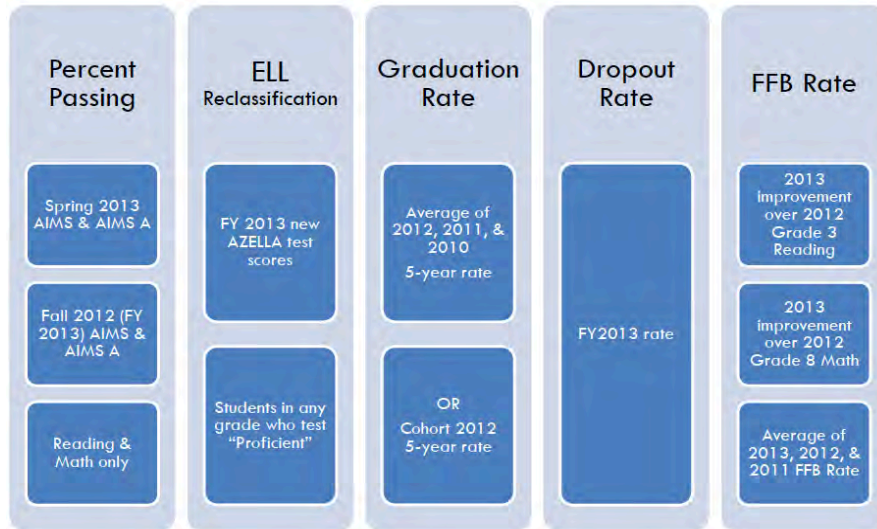 Percent
Passing
Spring 2013
AIMS & AIMS A
Fall 2012 (FY
2013) AIMS &
AIMS A
Reading &
Math only
ELL
Reclassification
FY 2013 new
AZELLA test
scores
Students in any
grade who test
“Proficient”
Graduation
Rate
Average of
2012, 2011, &
2010
5-year rate
OR
Cohort 2012
5-year rate
Dropout
Rate
FY2013 rate
FFB Rate
2013
improvement
over 2012
Grade 3
Reading
2013
improvement
over 2012
Grade 8 Math
Average of
2013, 2012, &
2011 FFB Rate